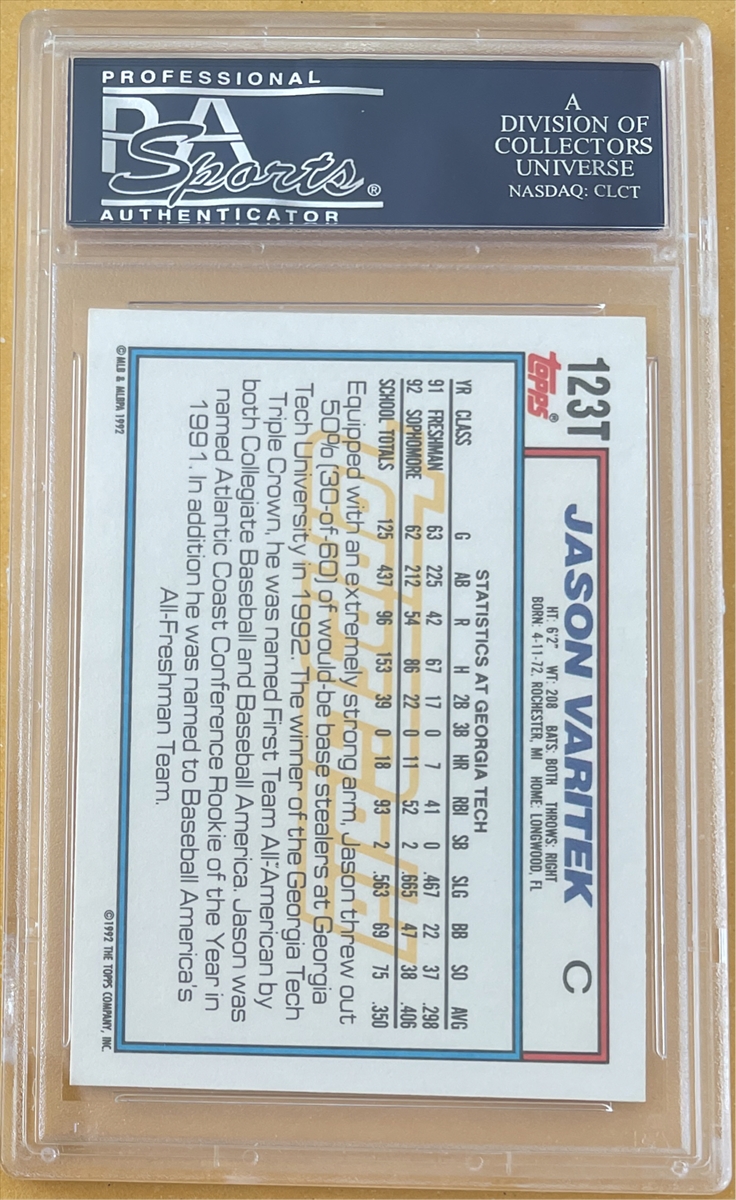 PROFESSIONAL
PSA
Sports®
AUTHENTICATOR
A
DIVISION OF
COLLECTORS
UNIVERSE
NASDAQ: CLCT
123T
topps®
JASON VARITEK C
HT: 6'2" WT: 208 BATS: BOTH THROWS: RIGHT
BORN: 4-11-72, ROCHESTER, MI HOME: LONGWOOD, FL
STATISTICS AT GEORGIA TECH
YR CLASS G AB R H 2B 3B HR RBI SB SLG BB SO AVG
91 FRESHMAN 63 225 42 67 17 0 7 41 0 .467 22 37 .298
92 SOPHOMORE 62 212 54 86 22 0 11 52 2 .665 47 38 .406
SCHOOL TOTALS 125 437 96 153 39 0 18 93 2 .563 69 75 .350
Equipped with an extremely strong arm, Jason threw out
50% (30-of-60) of would-be base stealers at Georgia
Tech University in 1992. The winner of the Georgia Tech
Triple Crown, he was named First Team All-American by
both Collegiate Baseball and Baseball America. Jason was
named Atlantic Coast Conference Rookie of the Year in
1991. In addition he was named to Baseball America's
All-Freshman Team.
©MLB & MLBPA 1992
©1992 THE TOPPS COMPANY, INC.